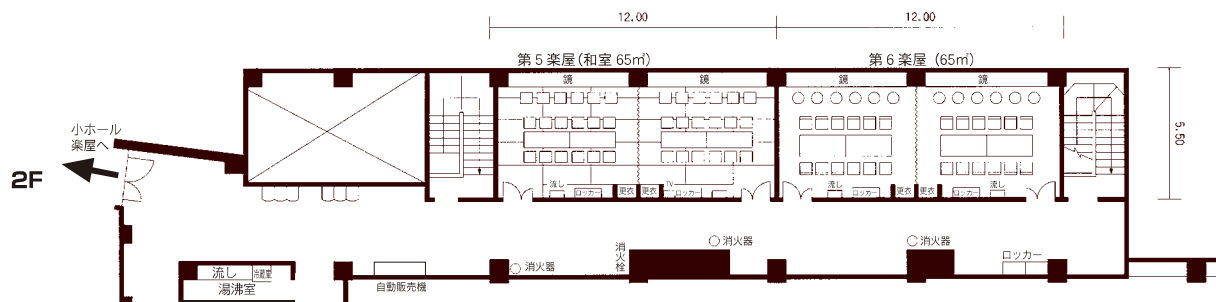 12.00
12.00
第5楽屋(和室 65㎡)
第6楽屋 (65㎡)
鏡
鏡
鏡
鏡
5.50
小ホール
楽屋へ
2F
流し
ロッカー
更衣
更衣
TV
ロッカー
流し
ロッカー
更衣
更衣
ロッカー
流し
消火器
消火栓
消火器
消火器
ロッカー
流し
冷蔵庫
湯沸室
自動販売機